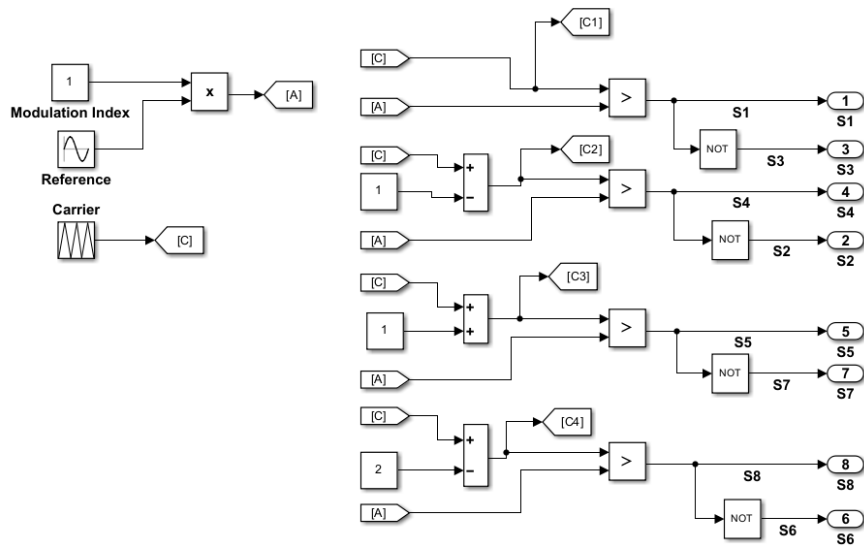 1
Modulation Index
x
[A]
Reference
Carrier
[C]
[C1]
[C]
[A]
>
S1
1
S1
NOT
S3
3
S3
[C2]
[C]
+
1
−
[A]
>
S4
4
S4
NOT
S2
2
S2
[C3]
[C]
+
1
+
[A]
>
S5
5
S5
NOT
S7
7
S7
[C4]
[C]
+
2
−
[A]
>
S8
8
S8
NOT
S6
6
S6